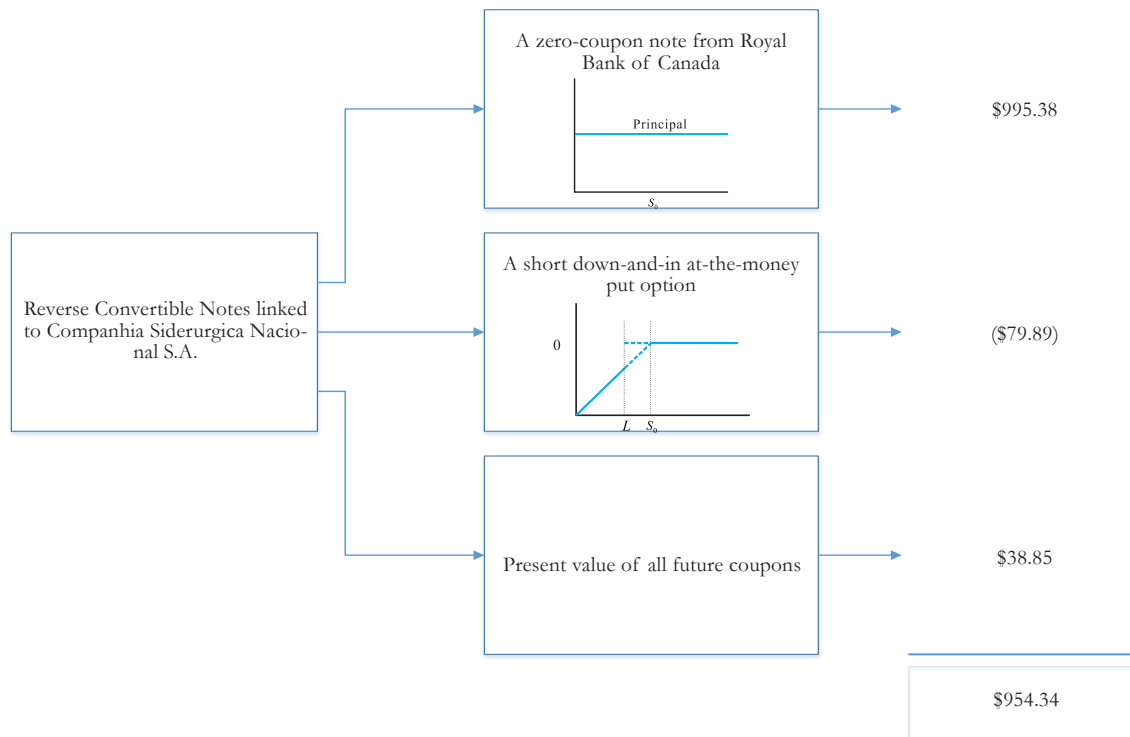 A zero-coupon note from Royal
Bank of Canada
Principal
S₀
$995.38
Reverse Convertible Notes linked
to Companhia Siderurgica Nacio-
nal S.A.
A short down-and-in at-the-money
put option
0
L S₀
($79.89)
Present value of all future coupons
$38.85
$954.34